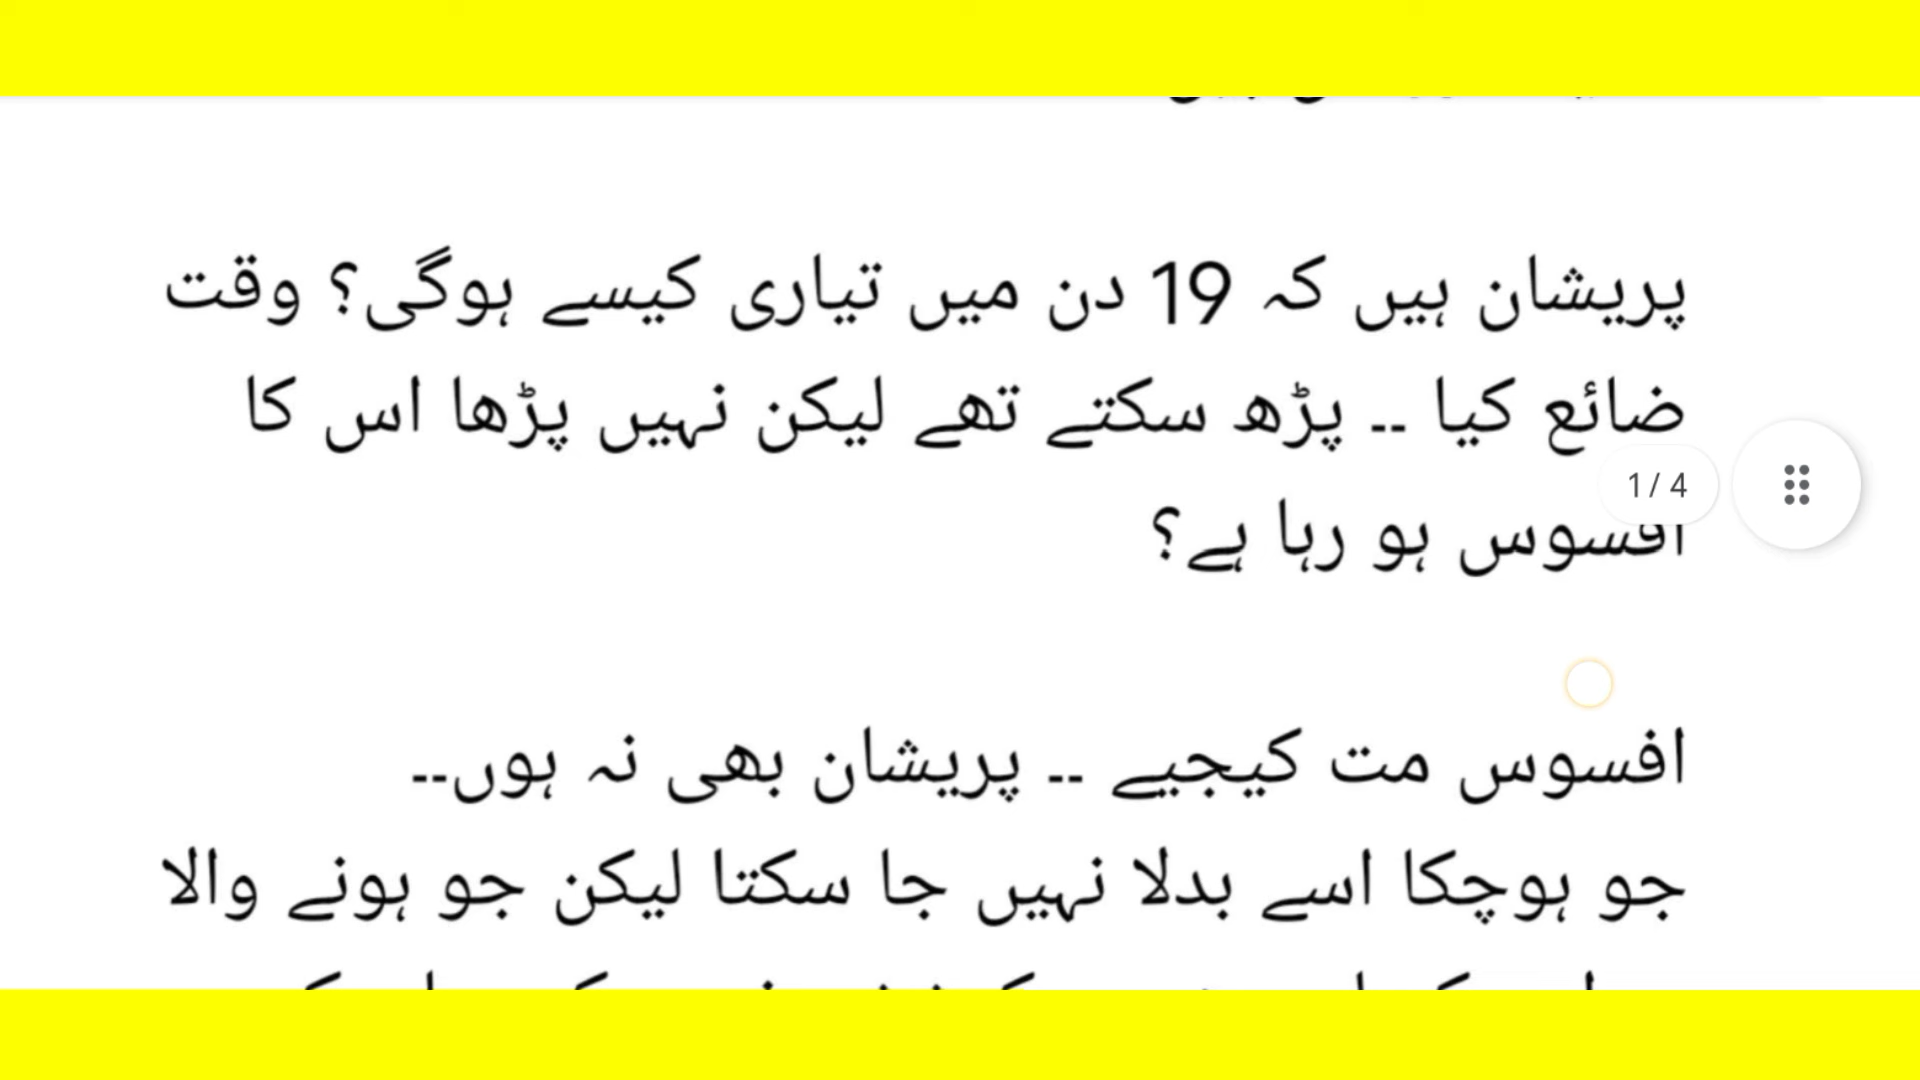 پریشان ہیں کہ 19 دن میں تیاری کیسے ہوگی؟ وقت
ضائع کیا -- پڑھ سکتے تھے لیکن نہیں پڑھا اس کا
افسوس ہو رہا ہے؟
1 / 4
افسوس مت کیجیے -- پریشان بھی نہ ہوں--
جو ہوچکا اسے بدلا نہیں جا سکتا لیکن جو ہونے والا